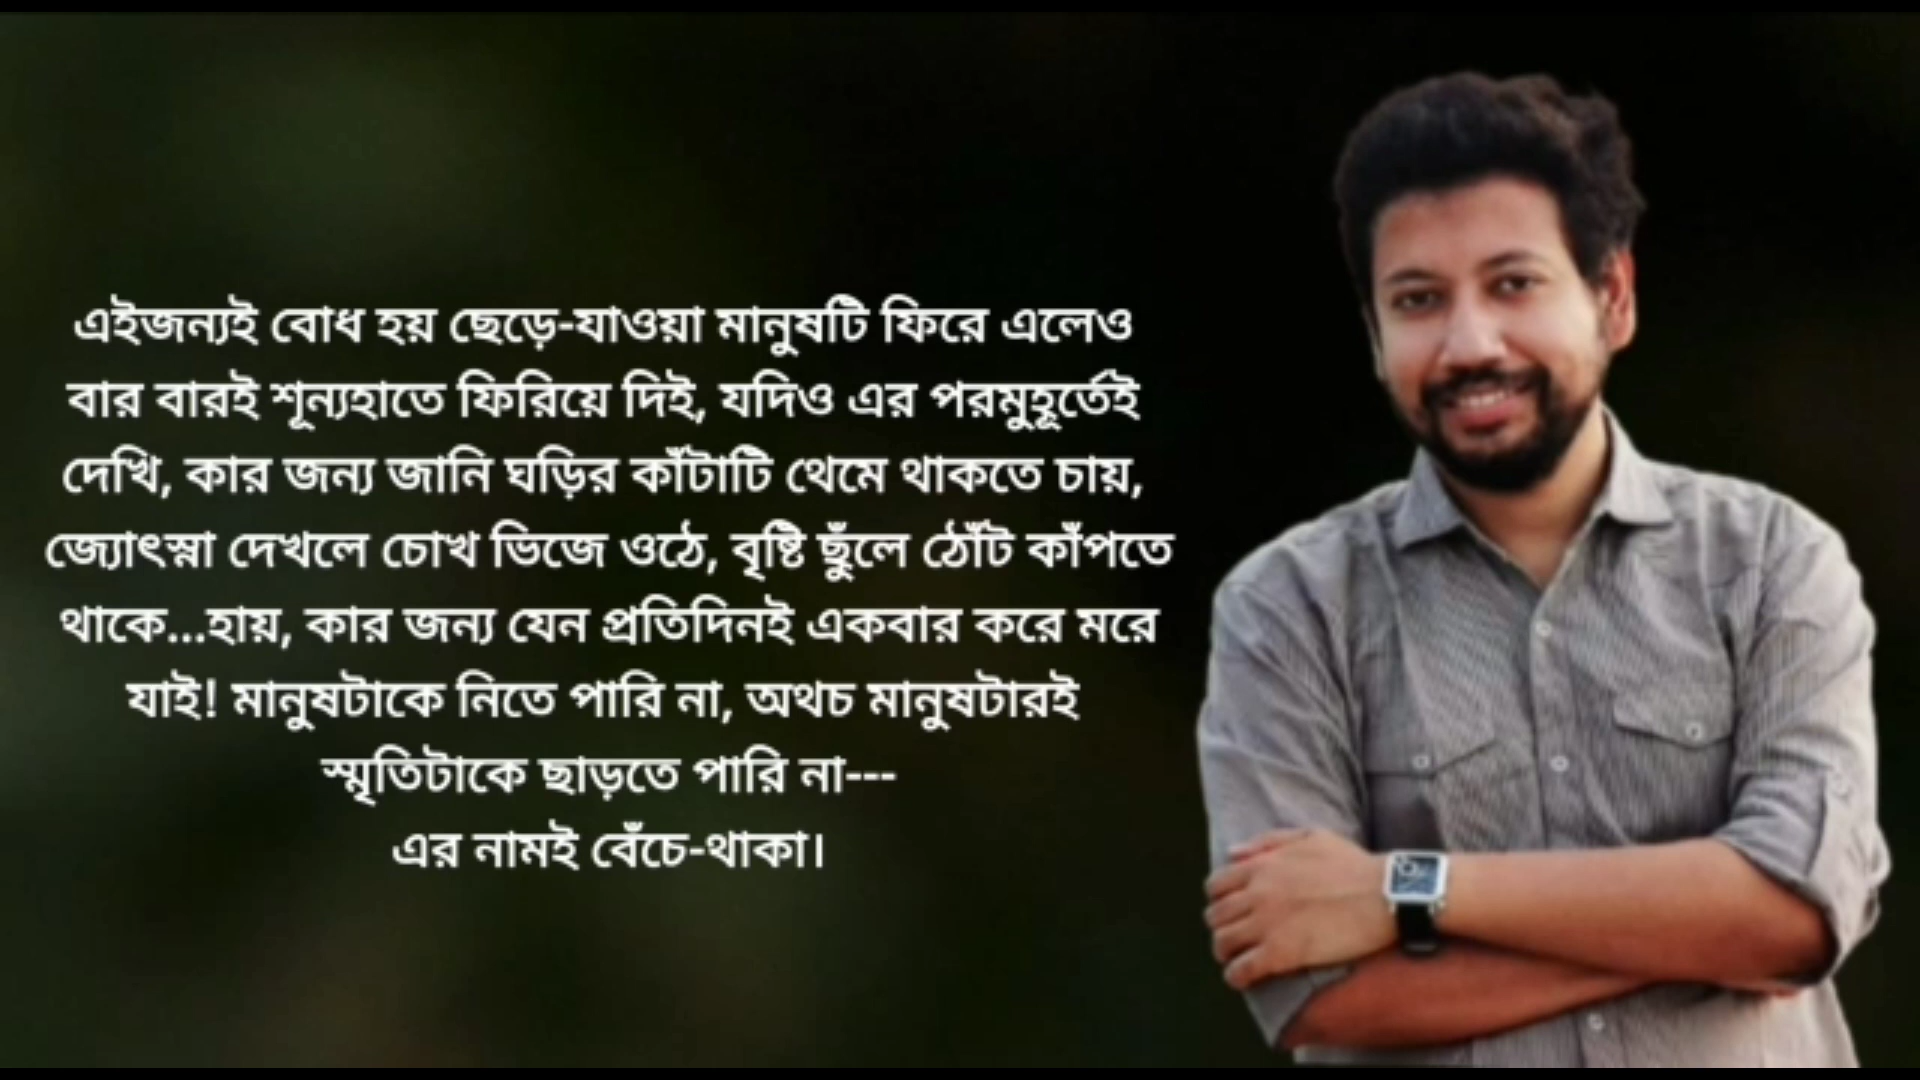 এইজন্যই বোধ হয় ছেড়ে-যাওয়া মানুষটি ফিরে এলেও
বার বারই শূন্যহাতে ফিরিয়ে দিই, যদিও এর পরমুহূর্তেই
দেখি, কার জন্য জানি ঘড়ির কাঁটাটি থেমে থাকতে চায়,
জ্যোৎস্না দেখলে চোখ ভিজে ওঠে, বৃষ্টি ছুঁলে ঠোঁট কাঁপতে
থাকে...হায়, কার জন্য যেন প্রতিদিনই একবার করে মরে
যাই! মানুষটাকে নিতে পারি না, অথচ মানুষটারই
স্মৃতিটাকে ছাড়তে পারি না---
এর নামই বেঁচে-থাকা।